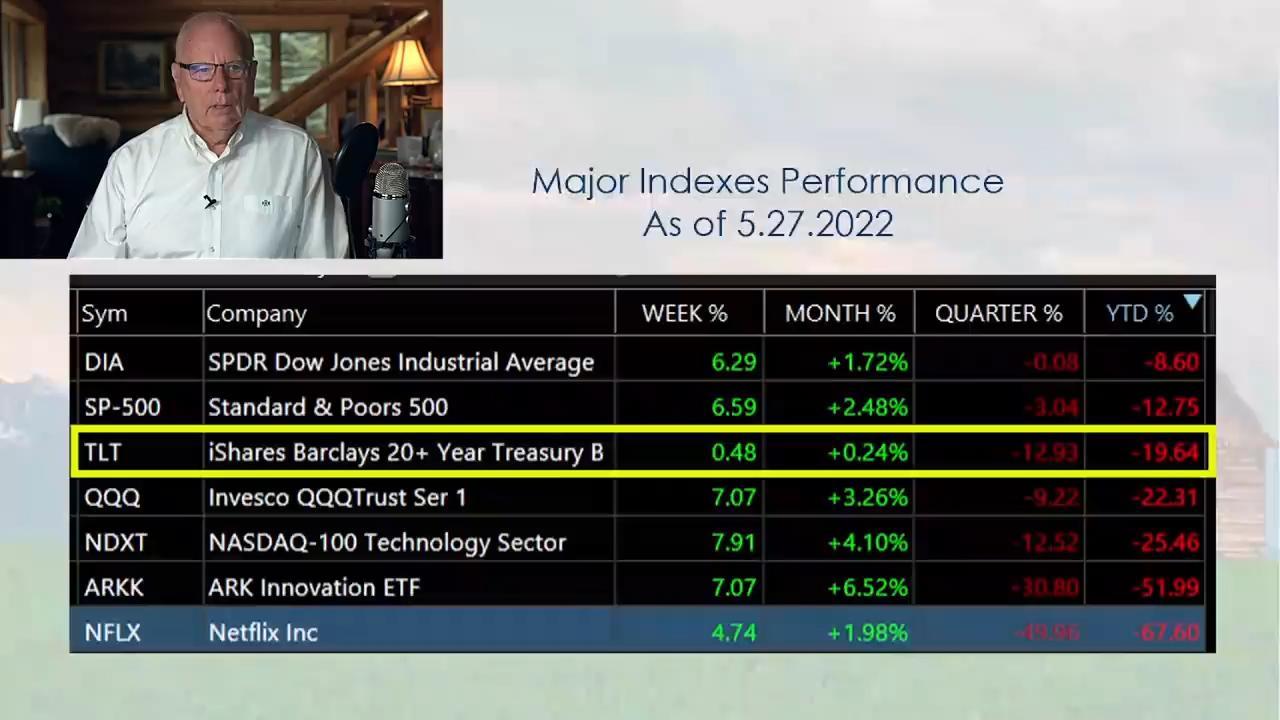 Major Indexes Performance
As of 5.27.2022
Sym Company WEEK % MONTH % QUARTER % YTD %
DIA SPDR Dow Jones Industrial Average 6.29 +1.72% -0.08 -8.60
SP-500 Standard & Poors 500 6.59 +2.48% -3.04 -12.75
TLT iShares Barclays 20+ Year Treasury B 0.48 +0.24% -12.93 -19.64
QQQ Invesco QQQTrust Ser 1 7.07 +3.26% -9.22 -22.31
NDXT NASDAQ-100 Technology Sector 7.91 +4.10% -12.52 -25.46
ARKK ARK Innovation ETF 7.07 +6.52% -30.80 -51.99
NFLX Netflix Inc 4.74 +1.98% -49.96 -67.60